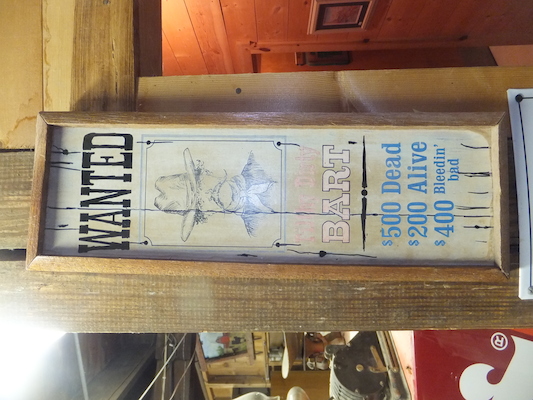 WANTED
BART
$500 Dead
$200 Alive
$400 Bleedin'
bad
®